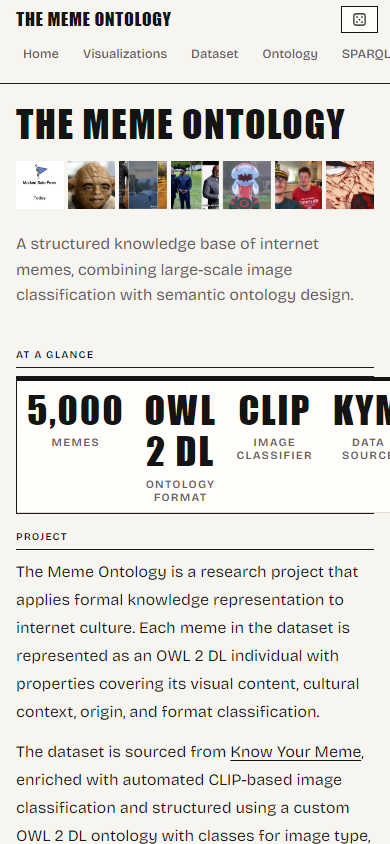 THE MEME ONTOLOGY
Home Visualizations Dataset Ontology SPARQL
THE MEME ONTOLOGY
Today
A structured knowledge base of internet
memes, combining large-scale image
classification with semantic ontology design.
AT A GLANCE
5,000 OWL CLIP KYM
2 DL
MEMES IMAGE DATA
CLASSIFIER SOURCE
ONTOLOGY
FORMAT
PROJECT
The Meme Ontology is a research project that
applies formal knowledge representation to
internet culture. Each meme in the dataset is
represented as an OWL 2 DL individual with
properties covering its visual content, cultural
context, origin, and format classification.
The dataset is sourced from Know Your Meme,
enriched with automated CLIP-based image
classification and structured using a custom
OWL 2 DL ontology with classes for image type,